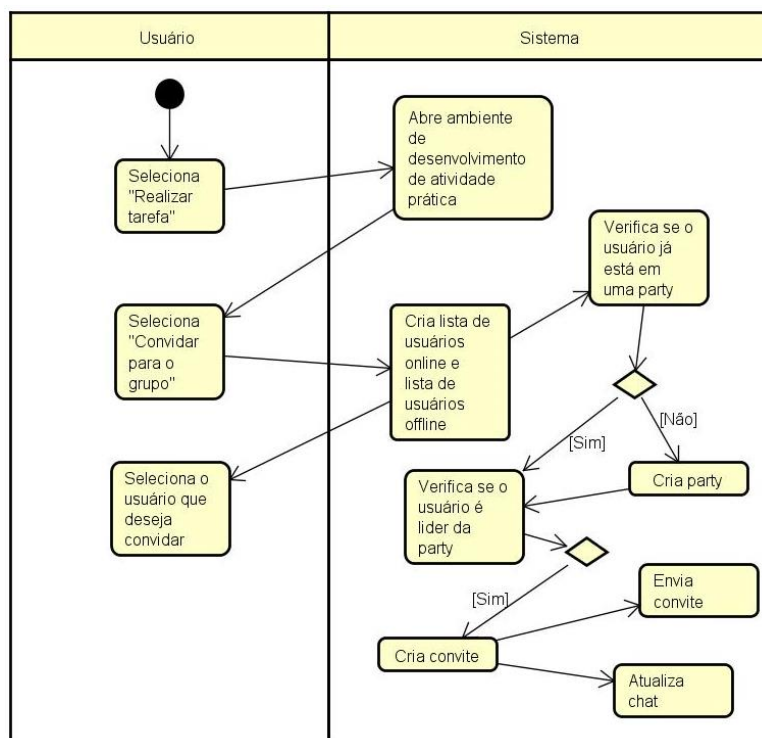 Usuário
Sistema
Seleciona
"Realizar
tarefa"
Abre ambiente
de
desenvolvimento
de atividade
prática
Verifica se o
usuário já
está em
uma party
Seleciona
"Convidar
para o
grupo"
Cria lista de
usuários
online e
lista de
usuários
offline
[Sim]
[Não]
Cria party
Seleciona o
usuário que
deseja
convidar
Verifica se o
usuário é
lider da
party
[Sim]
Envia
convite
Cria convite
Atualiza
chat